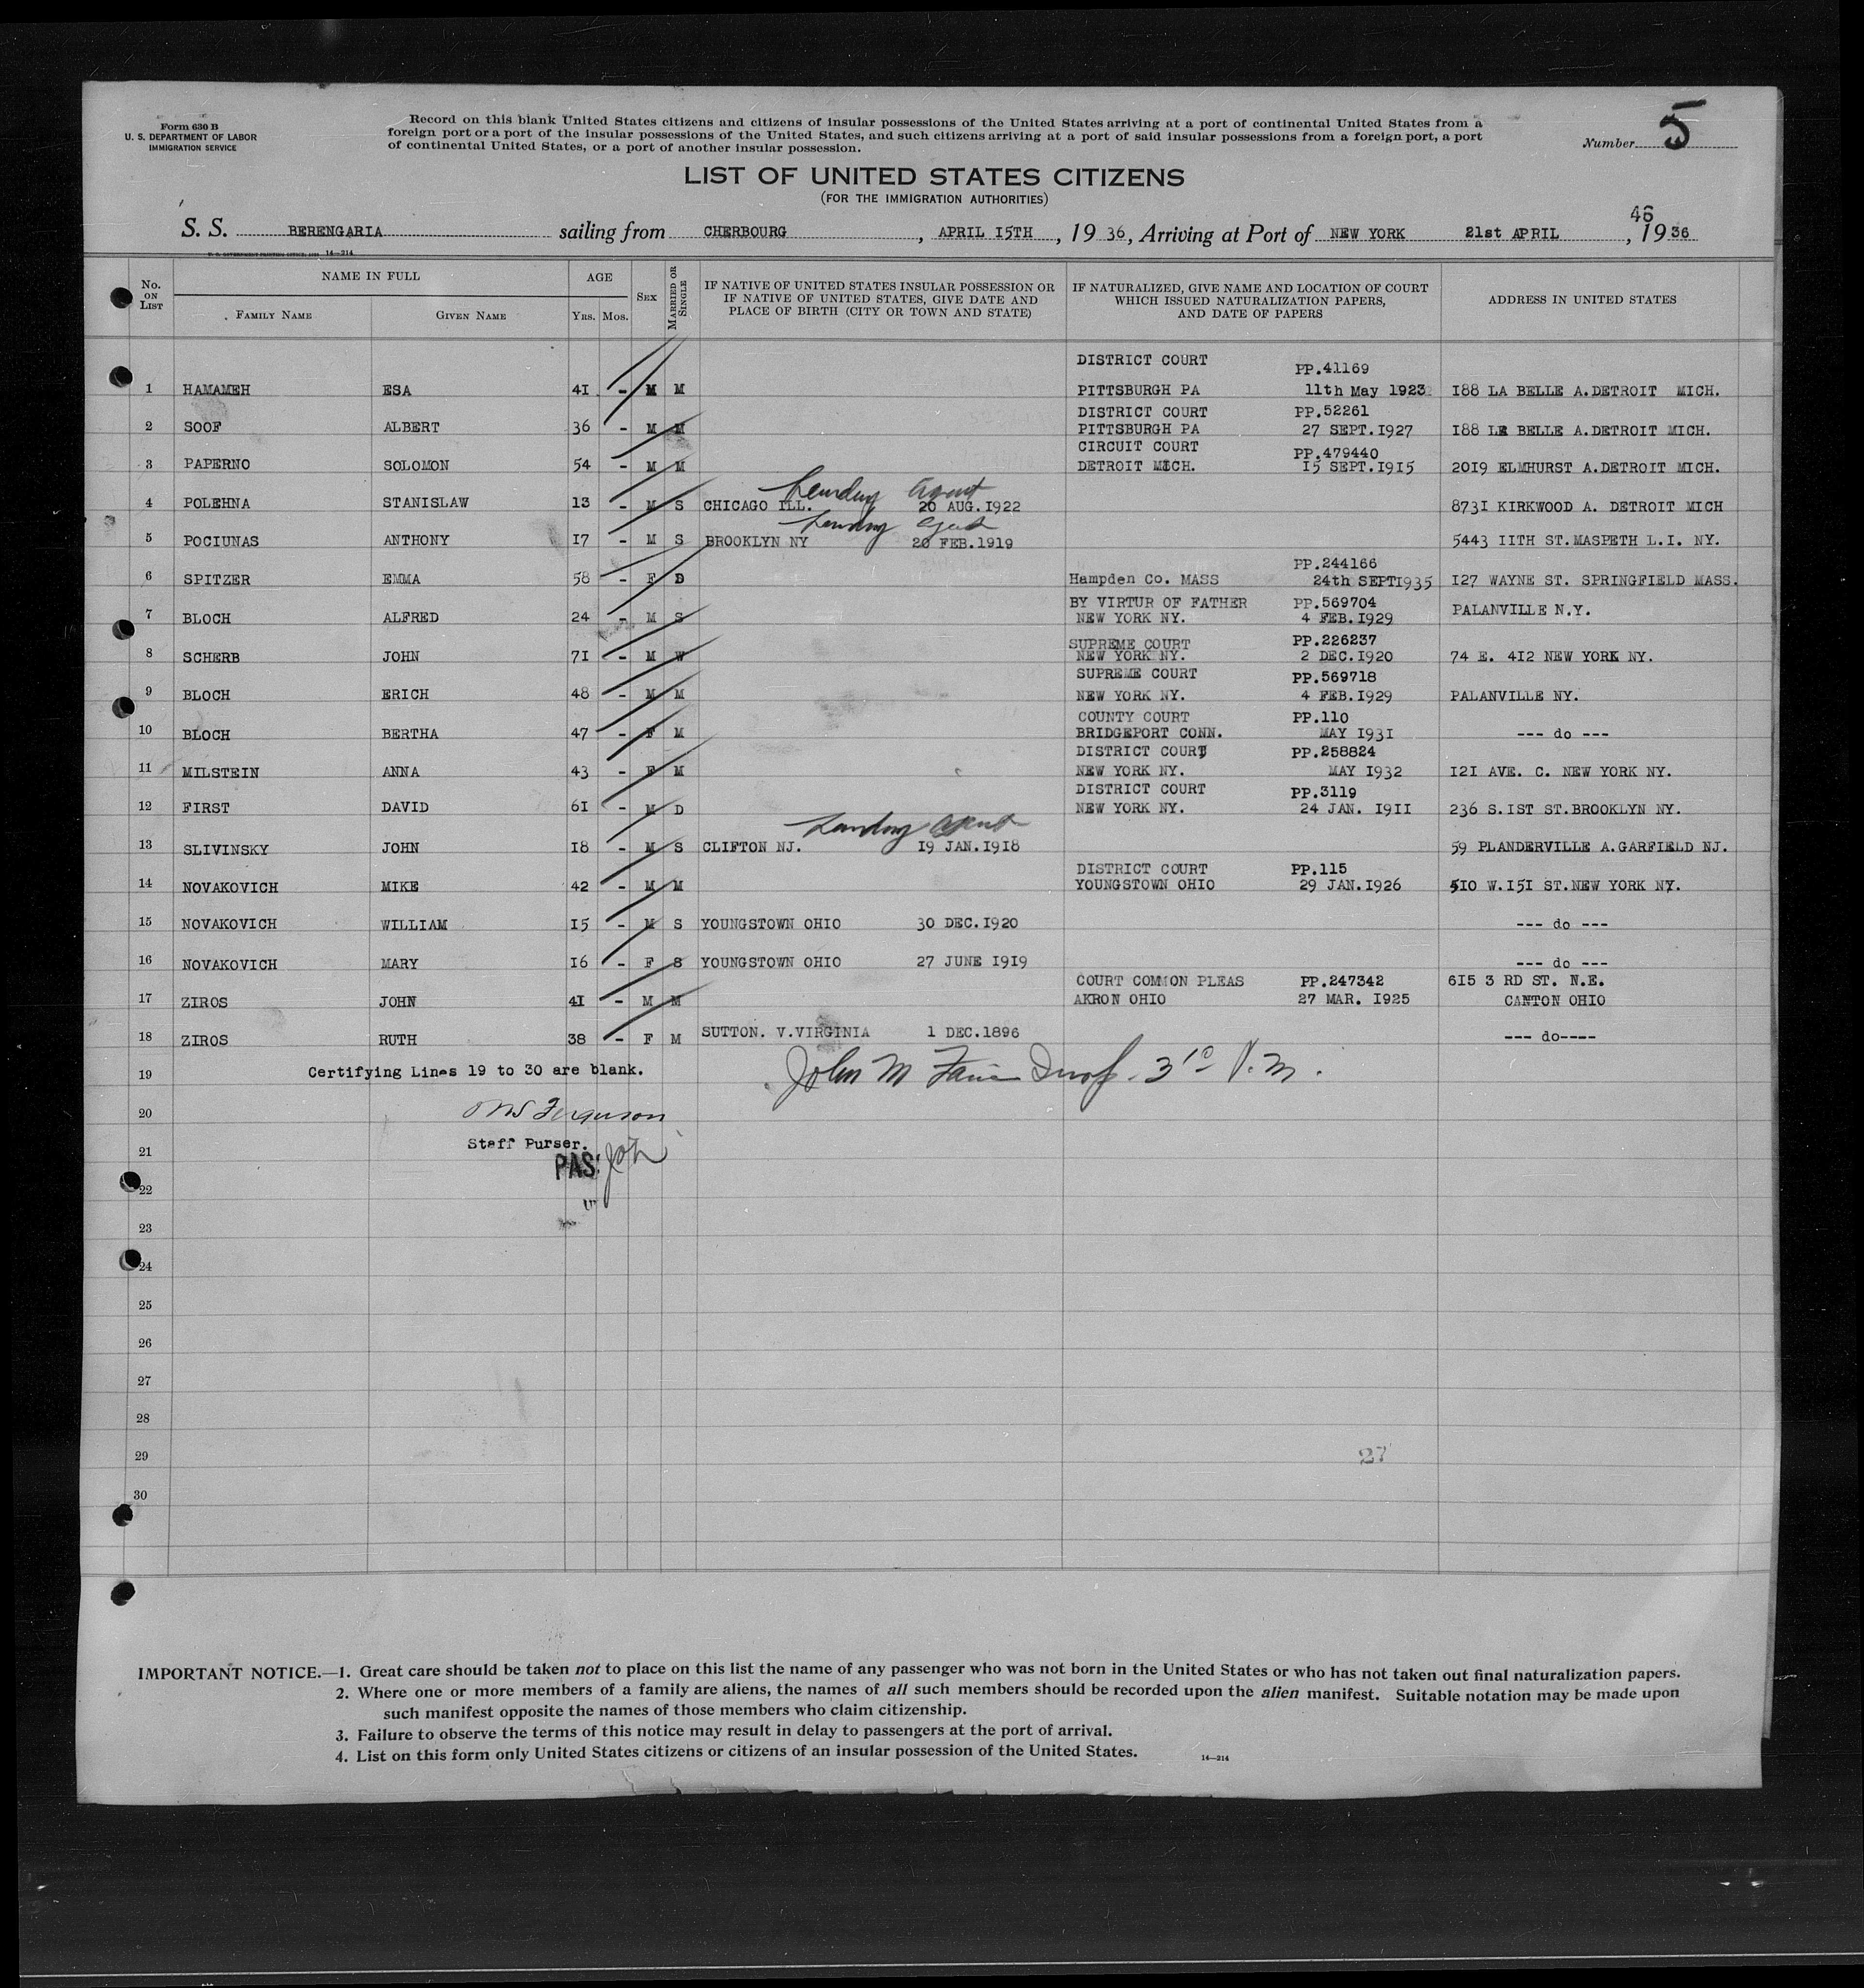 Form 630 B
U. S. DEPARTMENT OF LABOR
IMMIGRATION SERVICE
Record on this blank United States citizens and citizens of insular possessions of the United States arriving at a port of continental United States from a
foreign port or a port of the insular possessions of the United States, and such citizens arriving at a port of said insular possessions from a foreign port, a port
of continental United States, or a port of another insular possession.
Number 5
LIST OF UNITED STATES CITIZENS
(FOR THE IMMIGRATION AUTHORITIES)
46
S. S. BERENGARIA sailing from CHERBOURG, APRIL 15TH, 1936, Arriving at Port of NEW YORK 21st APRIL, 1936
14—214
No. ON LIST
NAME IN FULL
FAMILY NAME
GIVEN NAME
AGE
YRS. MOS.
SEX
MARRIED OR SINGLE
IF NATIVE OF UNITED STATES INSULAR POSSESSION OR
IF NATIVE OF UNITED STATES, GIVE DATE AND
PLACE OF BIRTH (CITY OR TOWN AND STATE)
IF NATURALIZED, GIVE NAME AND LOCATION OF COURT
WHICH ISSUED NATURALIZATION PAPERS,
AND DATE OF PAPERS
ADDRESS IN UNITED STATES
DISTRICT COURT PP.41169
1 HAMAMEH ESA 41 - M M PITTSBURGH PA 11th May 1923 188 LA BELLE A.DETROIT MICH.
DISTRICT COURT PP.52261
2 SOOF ALBERT 36 - M M PITTSBURGH PA 27 SEPT.1927 188 LE BELLE A.DETROIT MICH.
CIRCUIT COURT PP.479440
3 PAPERNO SOLOMON 54 - M M DETROIT MICH. 15 SEPT.1915 2019 ELMHURST A.DETROIT MICH.
Landing Agent
4 POLEHNA STANISLAW 13 - M S CHICAGO ILL. 20 AUG.1922 8731 KIRKWOOD A. DETROIT MICH
Landing Agent
5 POCIUNAS ANTHONY 17 - M S BROOKLYN NY 20 FEB.1919 5443 11TH ST.MASPETH L.I. NY.
PP.244166
6 SPITZER EMMA 58 - F D Hampden Co. MASS 24th SEPT1935 127 WAYNE ST. SPRINGFIELD MASS.
BY VIRTUR OF FATHER PP.569704
7 BLOCH ALFRED 24 - M S NEW YORK NY. 4 FEB.1929 PALANVILLE N.Y.
SUPREME COURT PP.226237
8 SCHERB JOHN 71 - M W NEW YORK NY. 2 DEC.1920 74 E. 412 NEW YORK NY.
SUPREME COURT PP.569718
9 BLOCH ERICH 48 - M M NEW YORK NY. 4 FEB.1929 PALANVILLE NY.
COUNTY COURT PP.110
10 BLOCH BERTHA 47 - F M BRIDGEPORT CONN. MAY 1931 --- do ---
DISTRICT COURT PP.258824
11 MILSTEIN ANNA 43 - F M NEW YORK NY. MAY 1932 121 AVE. C. NEW YORK NY.
DISTRICT COURT PP.3119
12 FIRST DAVID 61 - M D NEW YORK NY. 24 JAN. 1911 236 S.1ST ST.BROOKLYN NY.
Landing Agent
13 SLIVINSKY JOHN 18 - M S CLIFTON NJ. 19 JAN.1918 59 PLANDERVILLE A.GARFIELD NJ.
DISTRICT COURT PP.115
14 NOVAKOVICH MIKE 42 - M M YOUNGSTOWN OHIO 29 JAN.1926 510 W.151 ST.NEW YORK NY.
15 NOVAKOVICH WILLIAM 15 - M S YOUNGSTOWN OHIO 30 DEC.1920 --- do ---
16 NOVAKOVICH MARY 16 - F S YOUNGSTOWN OHIO 27 JUNE 1919 --- do ---
COURT COMMON PLEAS PP.247342 615 3 RD ST. N.E.
17 ZIROS JOHN 41 - M M AKRON OHIO 27 MAR. 1925 CANTON OHIO
18 ZIROS RUTH 38 - F M SUTTON. V.VIRGINIA 1 DEC.1896 --- do----
19 Certifying Lines 19 to 30 are blank. John M
20 Ferguson
21 Staff Purser.
PAS
22
23
24
25
26
27
28
29 27
30
IMPORTANT NOTICE.—1. Great care should be taken not to place on this list the name of any passenger who was not born in the United States or who has not taken out final naturalization papers.
2. Where one or more members of a family are aliens, the names of all such members should be recorded upon the alien manifest. Suitable notation may be made upon
such manifest opposite the names of those members who claim citizenship.
3. Failure to observe the terms of this notice may result in delay to passengers at the port of arrival.
4. List on this form only United States citizens or citizens of an insular possession of the United States.
14—214